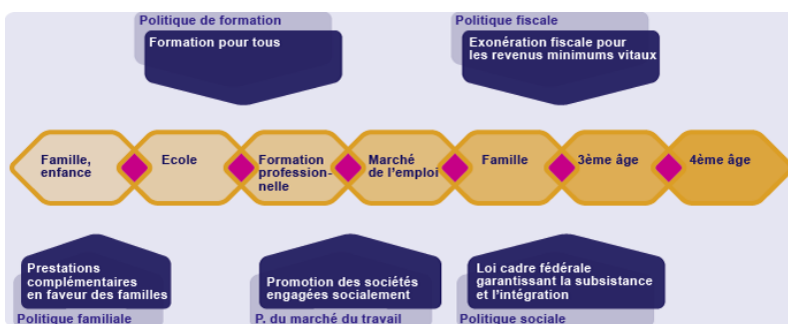 Politique de formation
Formation pour tous
Politique fiscale
Exonération fiscale pour
les revenus minimums vitaux
Famille,
enfance
Ecole
Formation
profession-
nelle
Marché
de l'emploi
Famille
3ème âge
4ème âge
Prestations
complémentaires
en faveur des familles
Politique familiale
Promotion des sociétés
engagées socialement
P. du marché du travail
Loi cadre fédérale
garantissant la subsistance
et l'intégration
Politique sociale